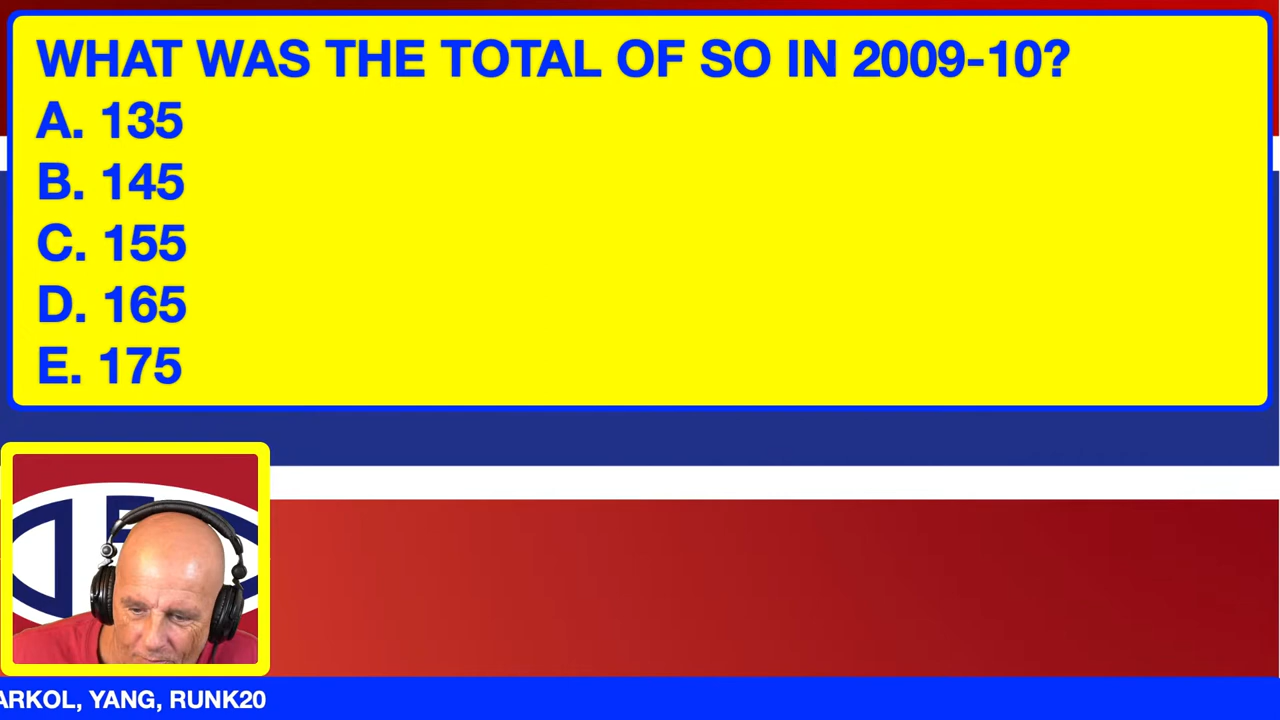 WHAT WAS THE TOTAL OF SO IN 2009-10?
A. 135
B. 145
C. 155
D. 165
E. 175
ARKOL, YANG, RUNK20